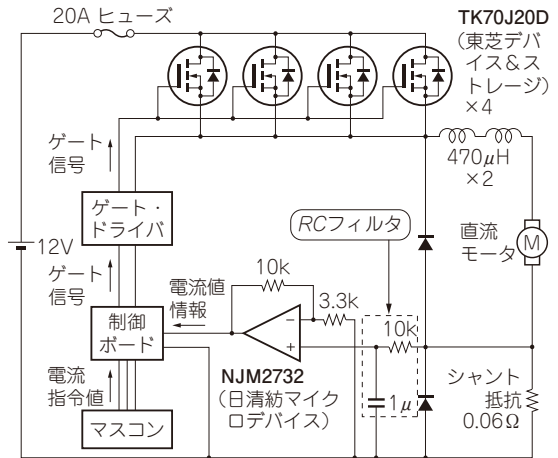 20A ヒューズ
TK70J20D
(東芝デバ
イス&ス
トレージ)
×4
ゲート
信号
470μH
×2
ゲート・
ドライバ
RCフィルタ
直流
モータ
M
12V
ゲート
信号
電流値
情報
10k
3.3k
制御
ボード
10k
−
+
電流
指令値
NJM2732
(日清紡マイク
ロデバイス)
1μ
シャント
抵抗
0.06Ω
マスコン